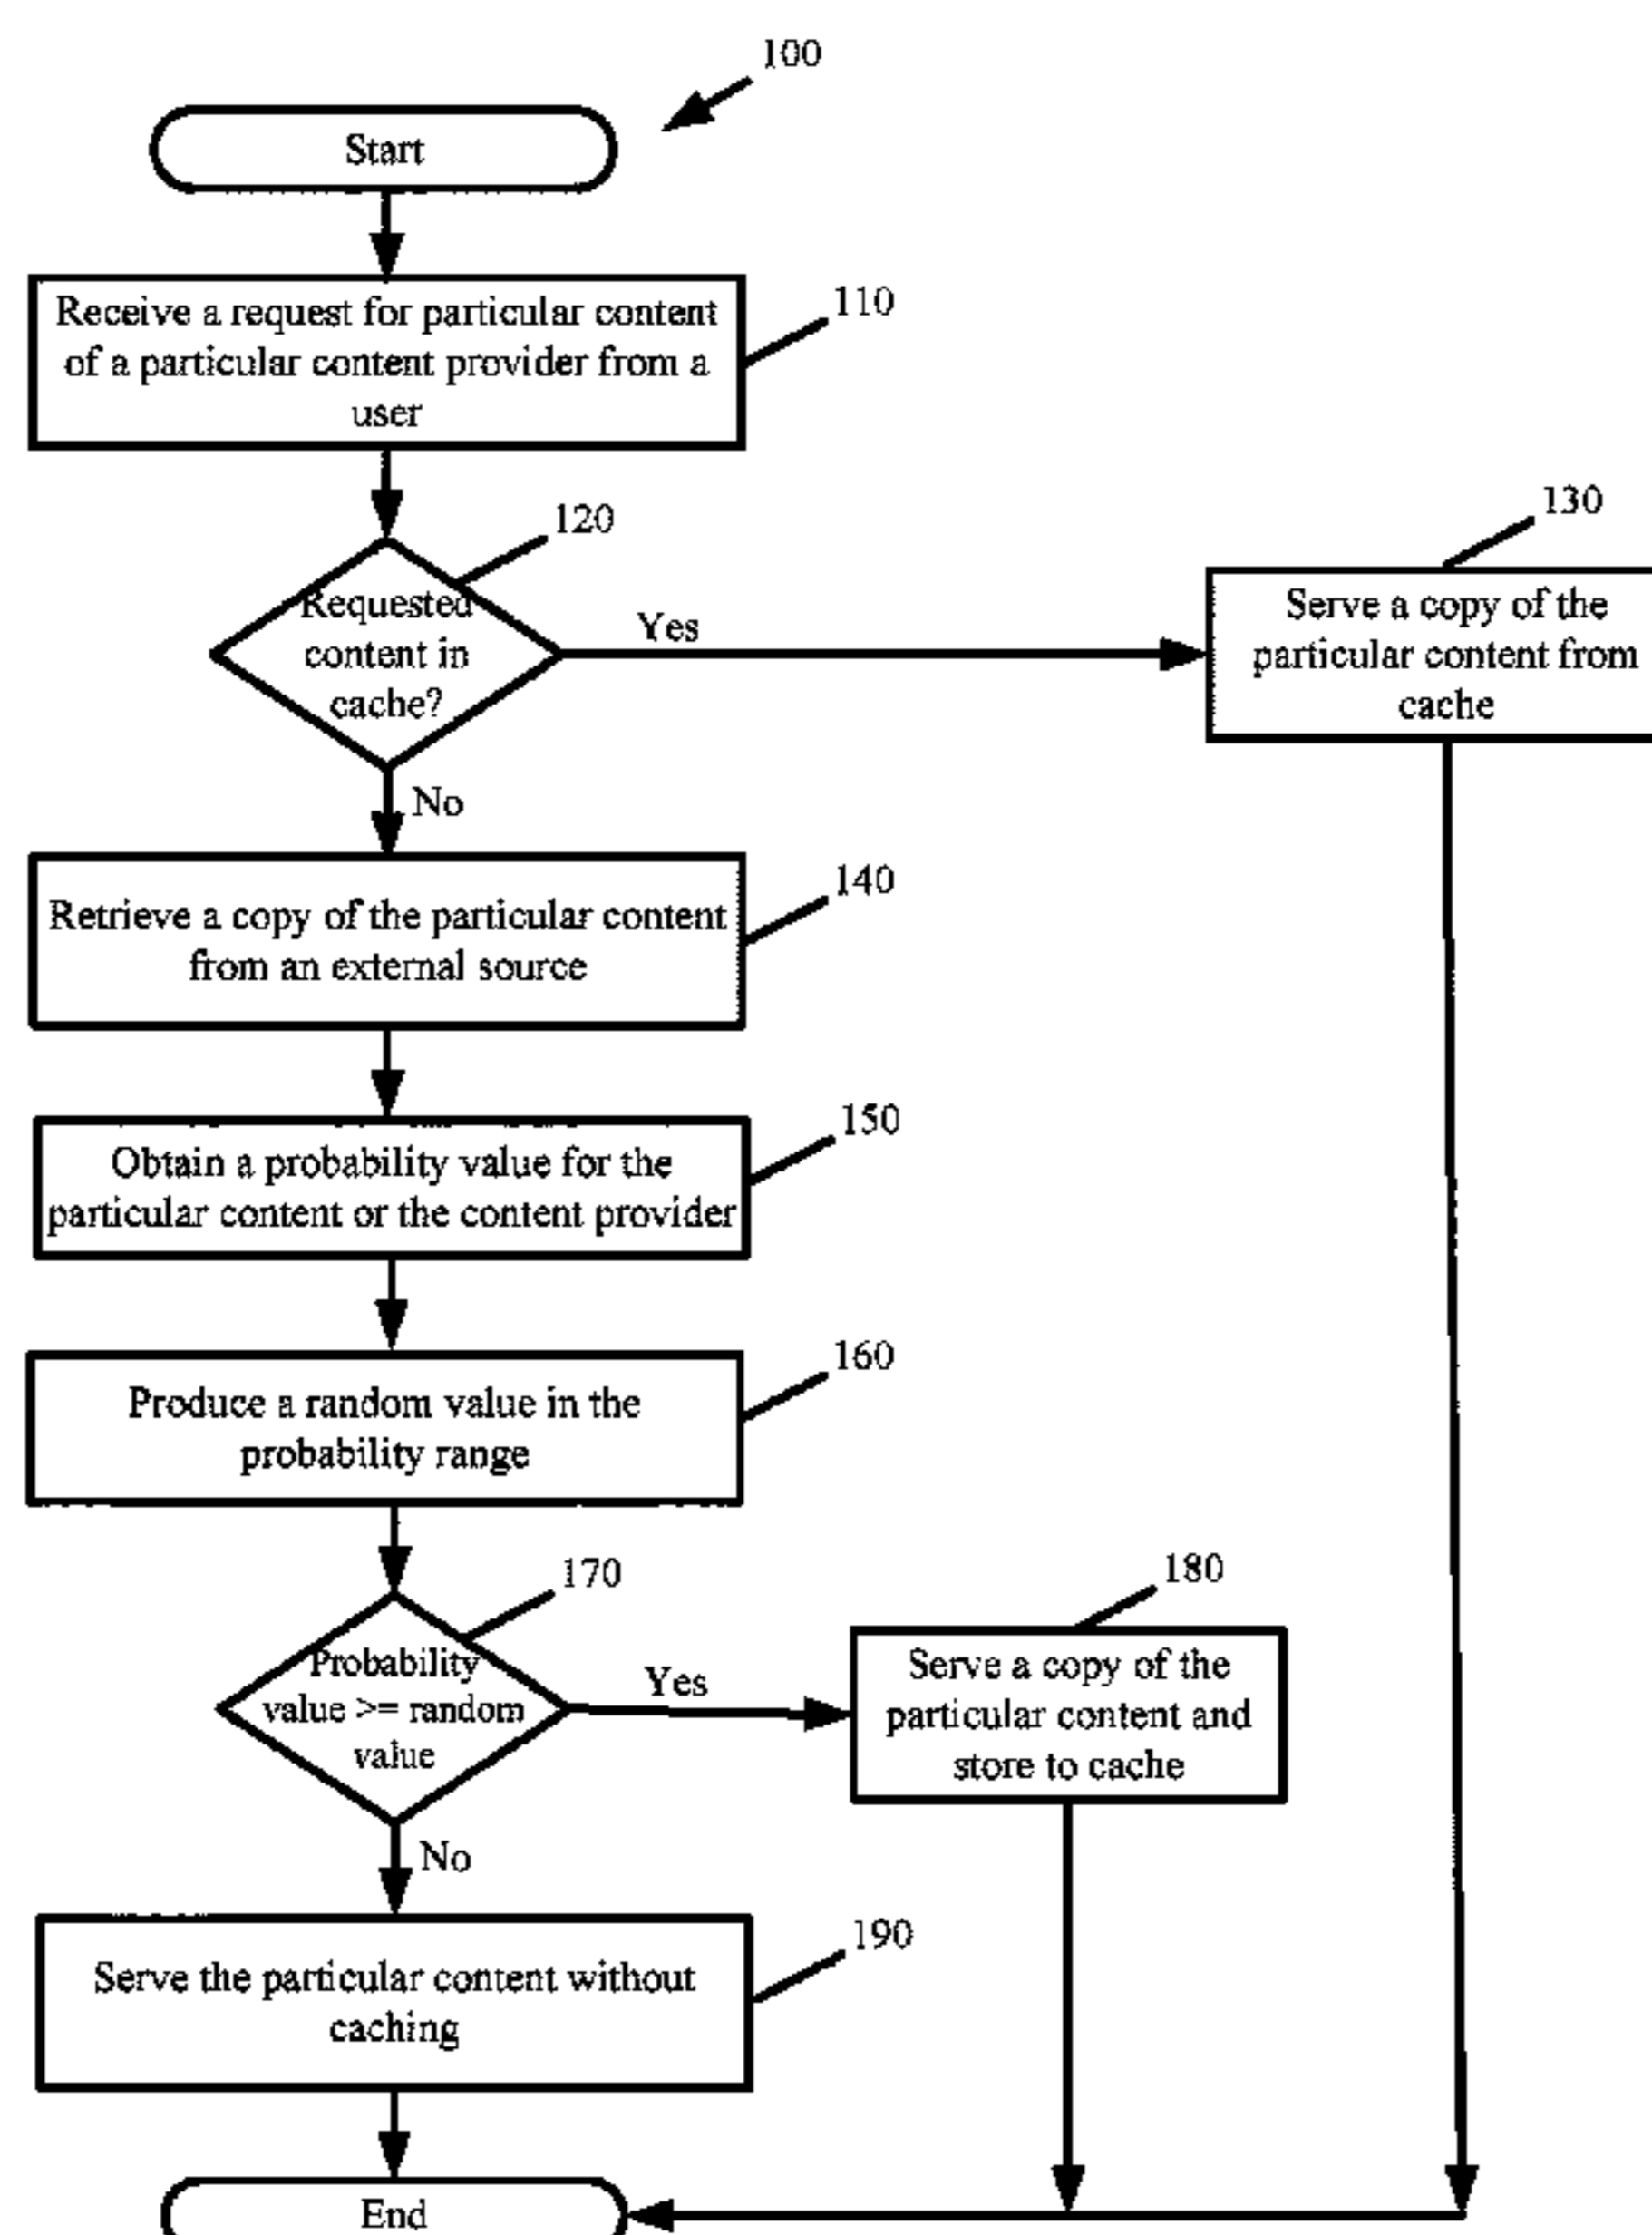 100
Start
Receive a request for particular content
of a particular content provider from a
user
110
120
Requested
content in
cache?
Yes
130
Serve a copy of the
particular content from
cache
No
140
Retrieve a copy of the particular content
from an external source
150
Obtain a probability value for the
particular content or the content provider
160
Produce a random value in the
probability range
170
Probability
value >= random
value
Yes
180
Serve a copy of the
particular content and
store to cache
No
190
Serve the particular content without
caching
End